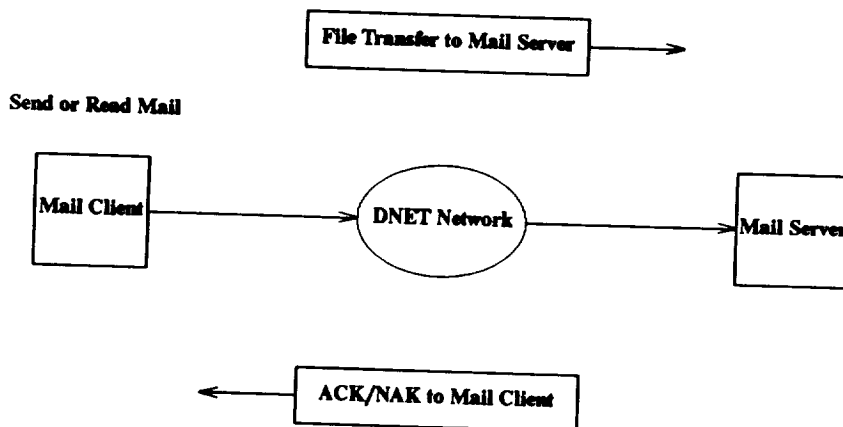 File Transfer to Mail Server
Send or Read Mail
Mail Client
DNET Network
Mail Server
ACK/NAK to Mail Client